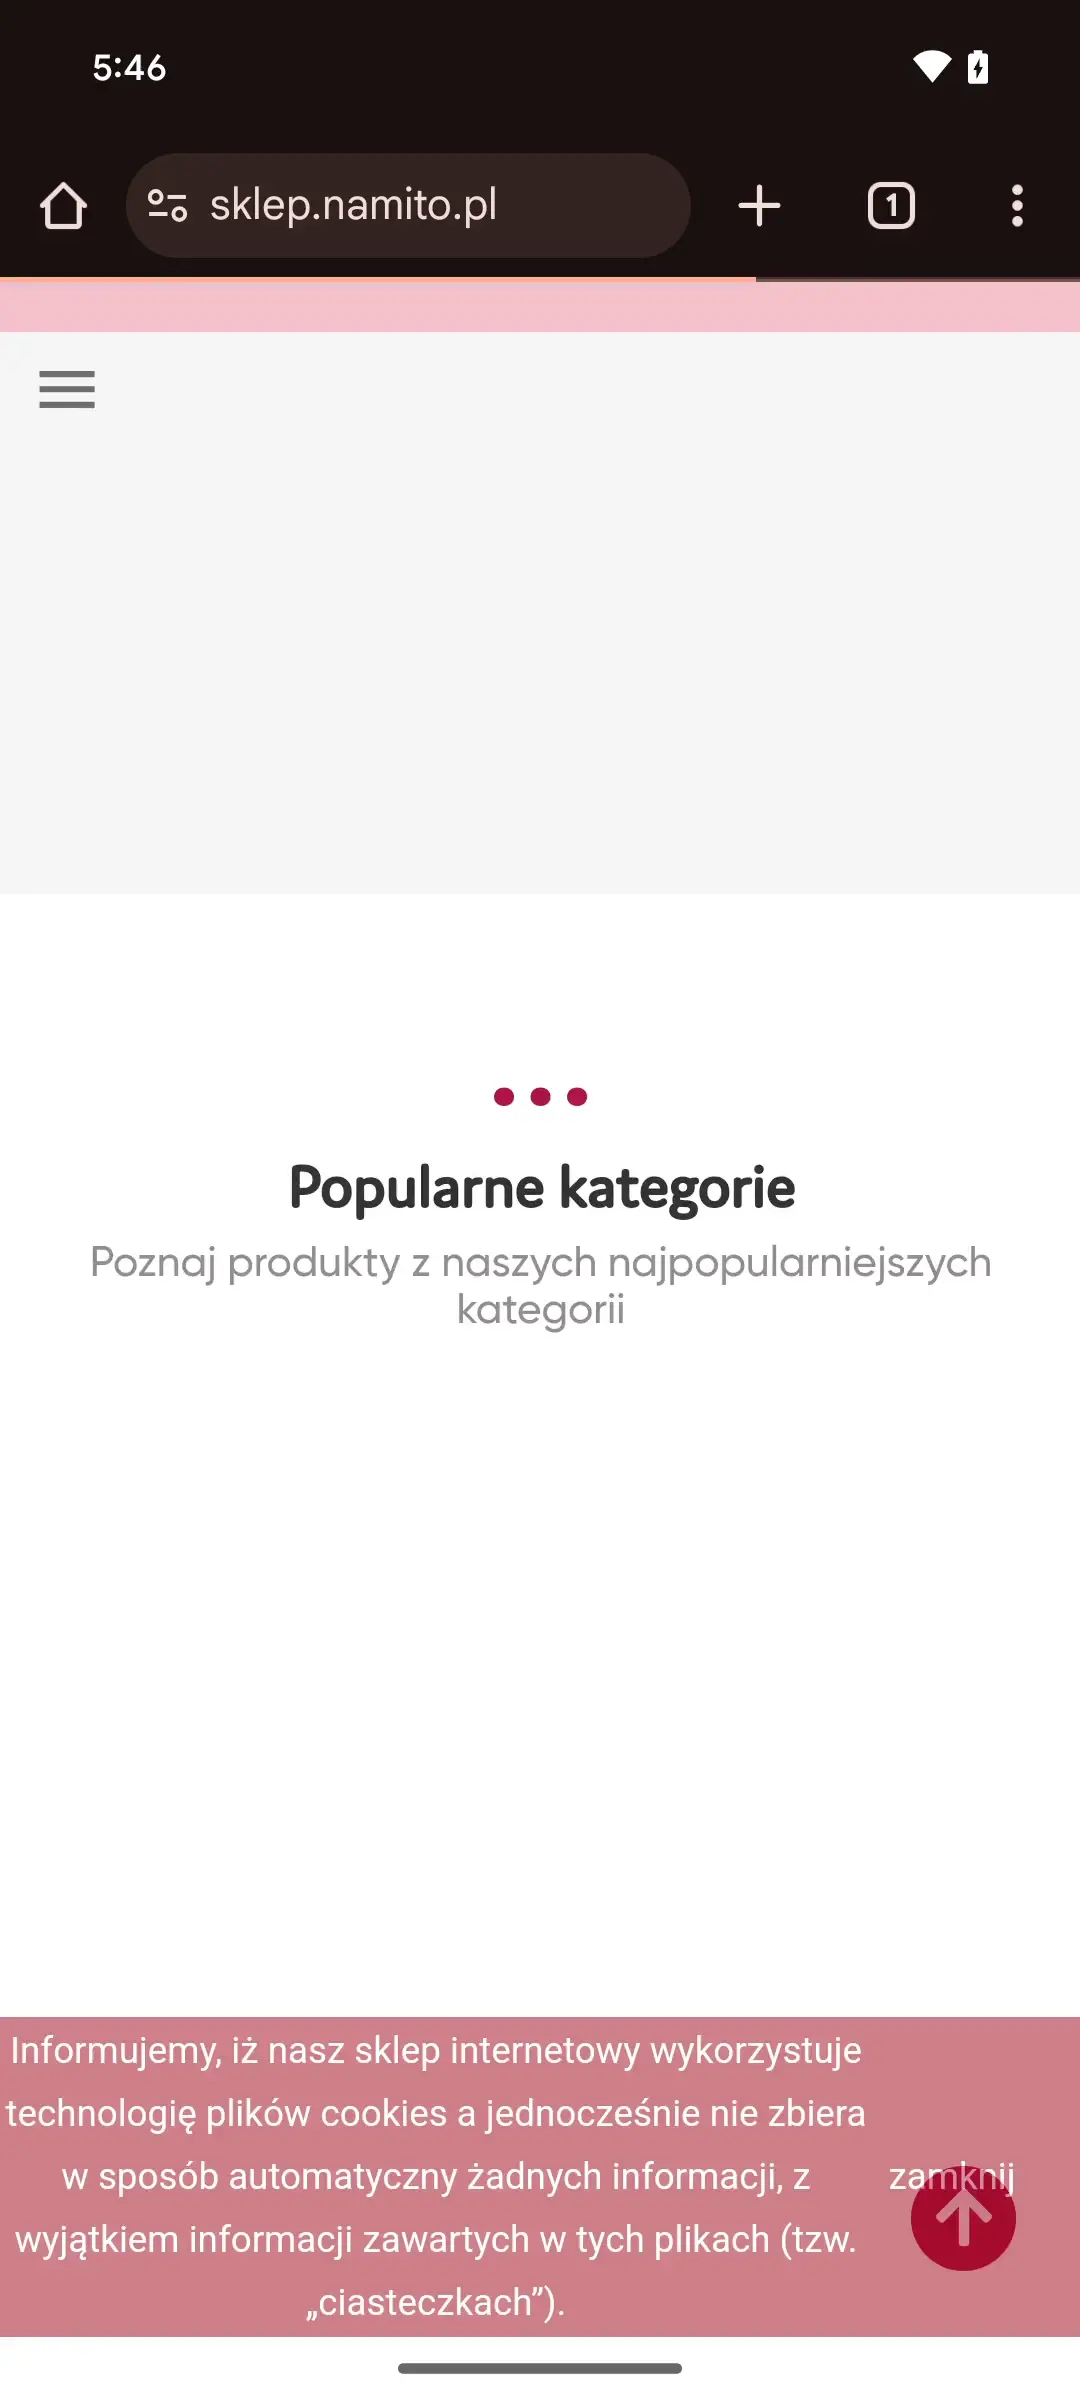 5:46
sklep.namito.pl
1
Popularne kategorie
Poznaj produkty z naszych najpopularniejszych
kategorii
Informujemy, iż nasz sklep internetowy wykorzystuje
technologię plików cookies a jednocześnie nie zbiera
w sposób automatyczny żadnych informacji, z
wyjątkiem informacji zawartych w tych plikach (tzw.
„ciasteczkach”).
zamknij